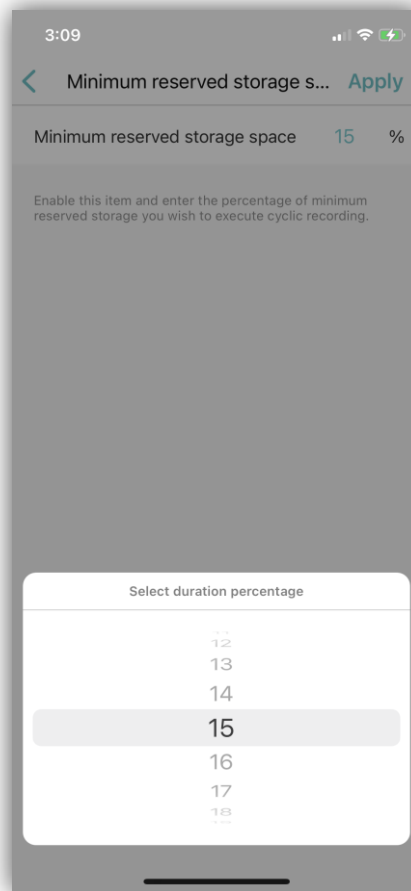 3:09
Minimum reserved storage s... Apply
Minimum reserved storage space 15 %
Enable this item and enter the percentage of minimum
reserved storage you wish to execute cyclic recording.
Select duration percentage
12
13
14
15
16
17
18